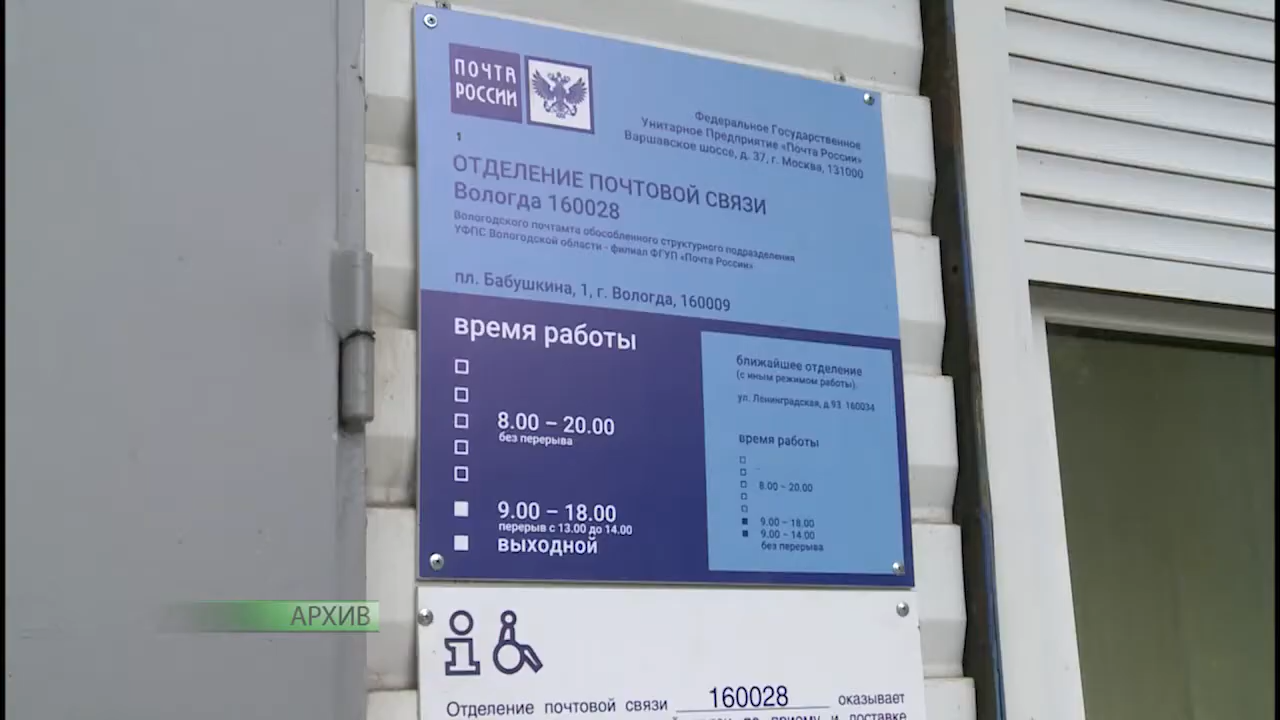 ПОЧТА
РОССИИ
Федеральное Государственное
Унитарное Предприятие «Почта России»
Варшавское шоссе, д. 37, г. Москва, 131000
1
ОТДЕЛЕНИЕ ПОЧТОВОЙ СВЯЗИ
Вологда 160028
Вологодского почтамта обособленного структурного подразделения
УФПС Вологодской области - филиал ФГУП «Почта России»
пл. Бабушкина, 1, г. Вологда, 160009
время работы
8.00 – 20.00
без перерыва
9.00 – 18.00
перерыв с 13.00 до 14.00
выходной
ближайшее отделение
(с иным режимом работы).
ул. Ленинградская, д.93 160034
время работы
8.00 – 20.00
9.00 – 18.00
9.00 – 14.00
без перерыва
АРХИВ
Отделение почтовой связи 160028 оказывает
по приему и доставке